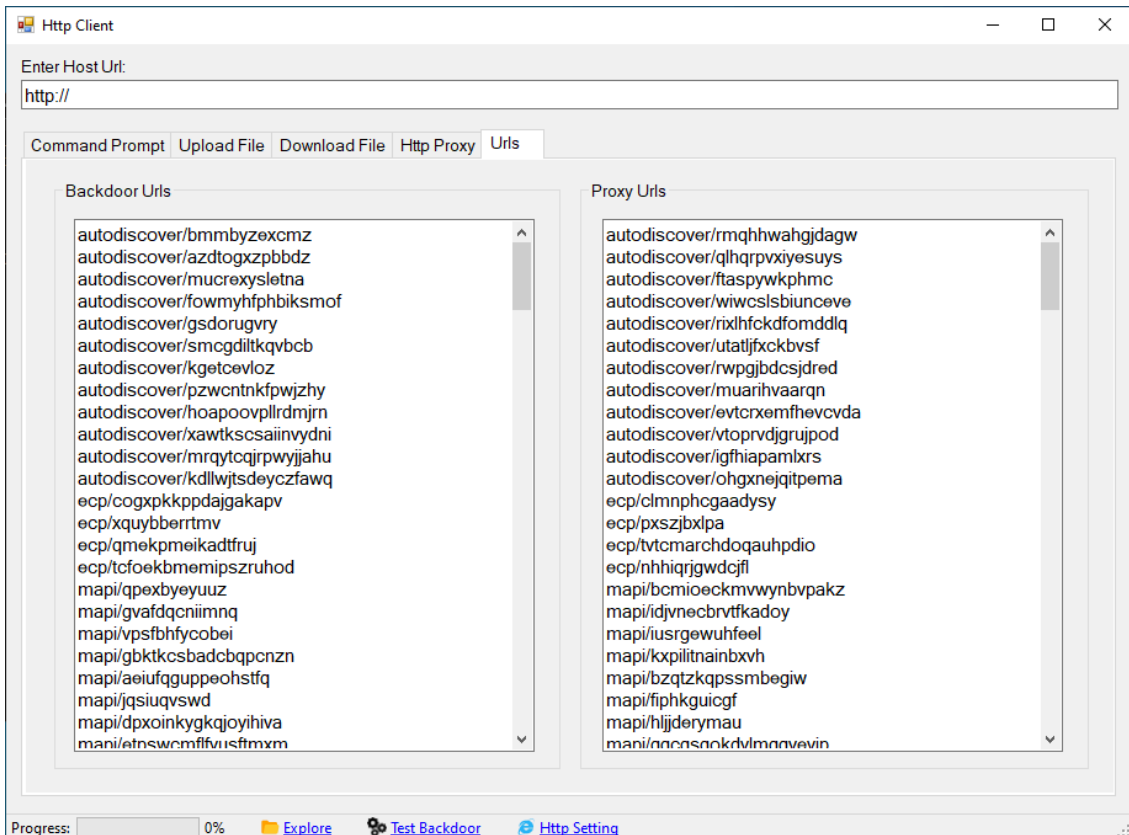 Http Client
Enter Host Url:
http://
Command Prompt Upload File Download File Http Proxy Urls
Backdoor Urls
autodiscover/bmmbyzexcmz
autodiscover/azdtogxzpbbdz
autodiscover/mucrexysletna
autodiscover/fowmyhfphbiksmof
autodiscover/gsdorugvry
autodiscover/smcgdiltkqvbcb
autodiscover/kgetcevloz
autodiscover/pzwcntnkfpwjzhy
autodiscover/hoapoovpllrdmjrn
autodiscover/xawtkscsaiinvydni
autodiscover/mrqytcqjrpwyjjahu
autodiscover/kdllwjtsdeyczfawq
ecp/cogxpkkppdajgakapv
ecp/xquybberrtmv
ecp/qmekpmeikadtfruj
ecp/tcfoekbmemipszruhod
mapi/qpexbyeyuuz
mapi/gvafdqcniimnq
mapi/vpsfbhfycobei
mapi/gbktkcsbadcbqpcnzn
mapi/aeiufqguppeohstfq
mapi/jqsiuqvswd
mapi/dpxoinkygkqjoyihiva
Proxy Urls
autodiscover/rmqhhwahgjdagw
autodiscover/qlhqrpvxiyesuys
autodiscover/ftaspywkphmc
autodiscover/wiwcslsbiunceve
autodiscover/rixlhfckdfomddlq
autodiscover/utatljfxckbvsf
autodiscover/rwpgjbdcsjdred
autodiscover/muarihvaarqn
autodiscover/evtcrxemfhevcvda
autodiscover/vtoprvdjgrujpod
autodiscover/igfhiapamlxrs
autodiscover/ohgxnejqitpema
ecp/clmnphcgaadysy
ecp/pxszjbxlpa
ecp/tvtcmarchdoqauhpdio
ecp/nhhiqrjgwdcjfl
mapi/bcmioeckmvwynbvpakz
mapi/idjvnecbrvtfkadoy
mapi/iusrgewuhfeel
mapi/kxpilitnainbxvh
mapi/bzqtzkqpssmbegiw
mapi/fiphkguicgf
mapi/hljjderymau
Progress: 0% Explore Test Backdoor Http Setting